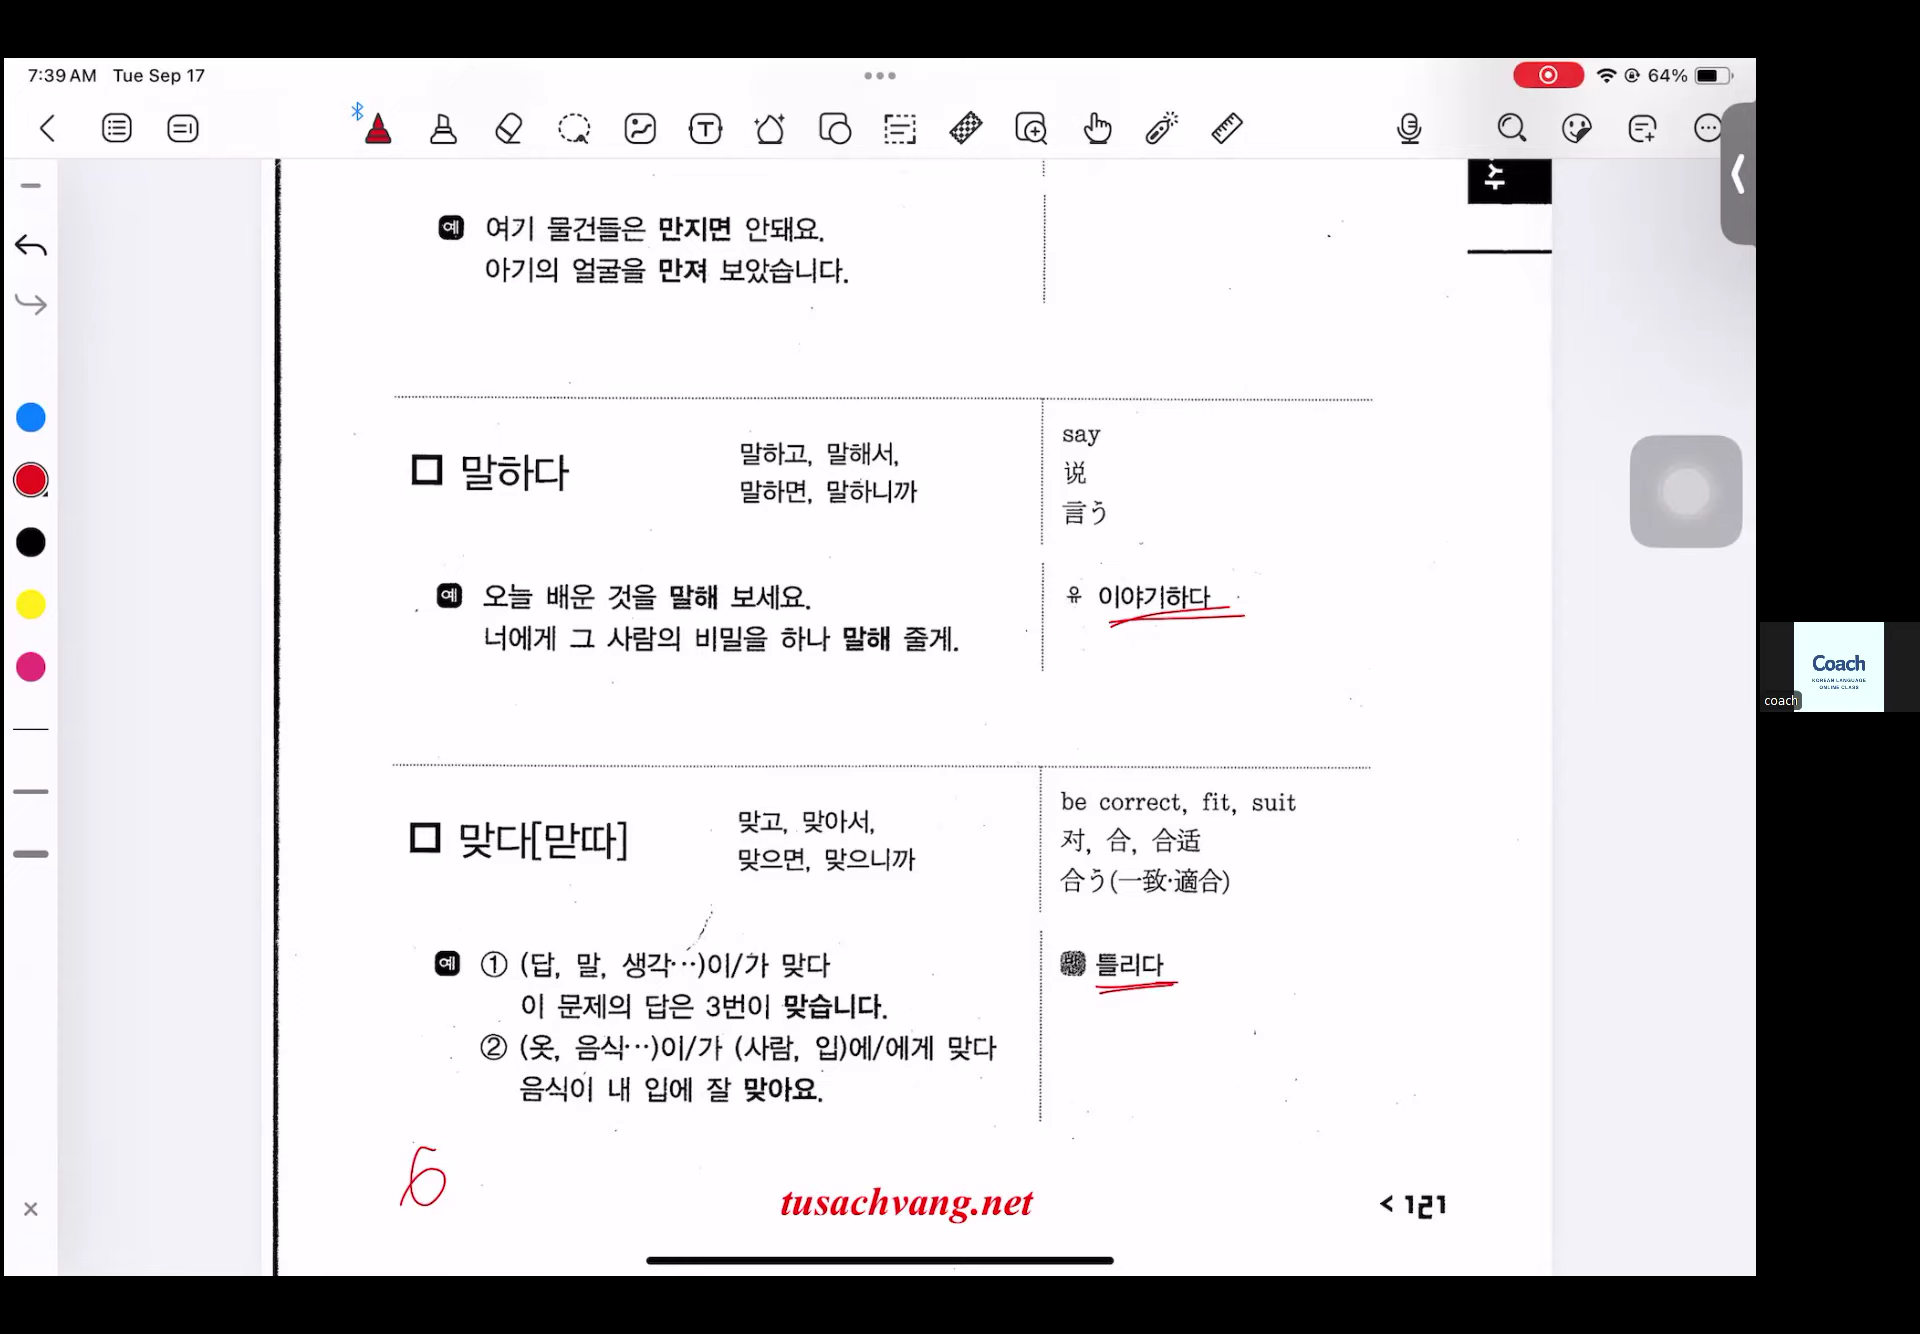 7:39 AM Tue Sep 17
64%
예 여기 물건들은 만지면 안돼요.
아기의 얼굴을 만져 보았습니다.
말하다
말하고, 말해서,
말하면, 말하니까
say
说
言う
예 오늘 배운 것을 말해 보세요.
너에게 그 사람의 비밀을 하나 말해 줄게.
유 이야기하다
맞다[맏따]
맞고, 맞아서,
맞으면, 맞으니까
be correct, fit, suit
对, 合, 合适
合う(一致·適合)
예 ① (답, 말, 생각…)이/가 맞다
이 문제의 답은 3번이 맞습니다.
② (옷, 음식…)이/가 (사람, 입)에/에게 맞다
음식이 내 입에 잘 맞아요.
틀리다
6
tusachvang.net
< 121
Coach
KOREAN LANGUAGE
ONLINE CLASS
coach